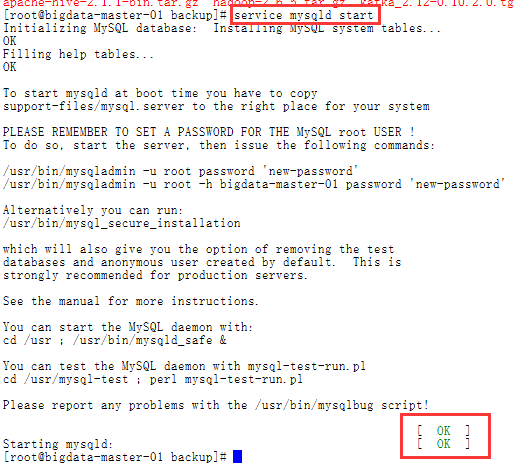 apache-hive-2.1.1-bin.tar.gz hadoop-2.6.5.tar.gz kafka_2.12-0.10.2.0.tg
[root@bigdata-master-01 backup]# service mysqld start
Initializing MySQL database:  Installing MySQL system tables...
OK
Filling help tables...
OK
To start mysqld at boot time you have to copy
support-files/mysql.server to the right place for your system
PLEASE REMEMBER TO SET A PASSWORD FOR THE MySQL root USER !
To do so, start the server, then issue the following commands:
/usr/bin/mysqladmin -u root password 'new-password'
/usr/bin/mysqladmin -u root -h bigdata-master-01 password 'new-password'
Alternatively you can run:
/usr/bin/mysql_secure_installation
which will also give you the option of removing the test
databases and anonymous user created by default.  This is
strongly recommended for production servers.
See the manual for more instructions.
You can start the MySQL daemon with:
cd /usr ; /usr/bin/mysqld_safe &
You can test the MySQL daemon with mysql-test-run.pl
cd /usr/mysql-test ; perl mysql-test-run.pl
Please report any problems with the /usr/bin/mysqlbug script!
[  OK  ]
Starting mysqld: [  OK  ]
[root@bigdata-master-01 backup]#